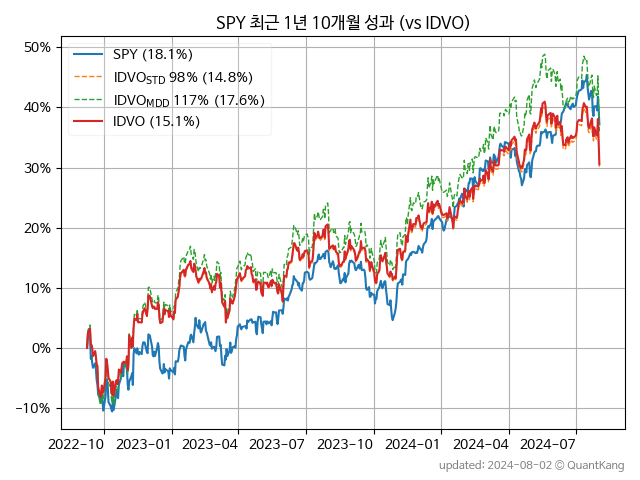 SPY 최근 1년 10개월 성과 (vs IDVO)
SPY (18.1%)
IDVO_STD 98% (14.8%)
IDVO_MDD 117% (17.6%)
IDVO (15.1%)
50%
40%
30%
20%
10%
0%
−10%
2022−10 2023−01 2023−04 2023−07 2023−10 2024−01 2024−04 2024−07
updated: 2024−08−02 © QuantKang